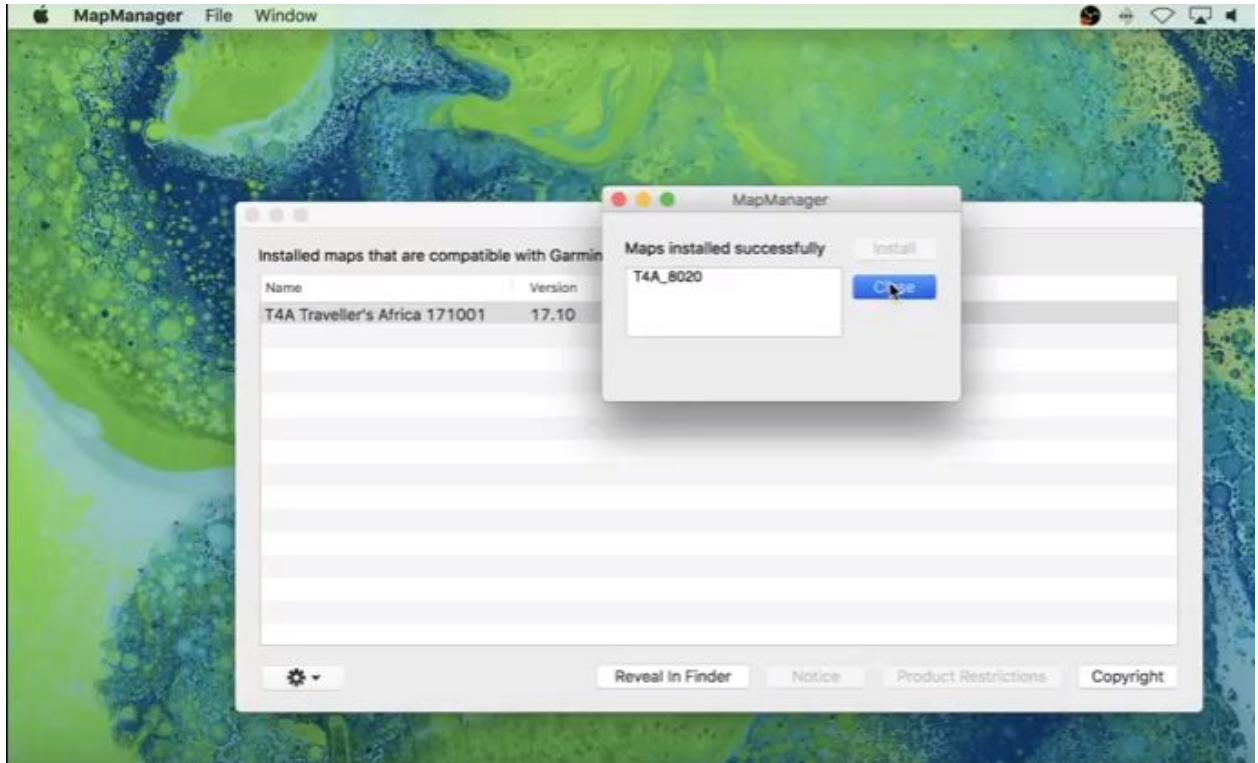 MapManager File Window
MapManager
Maps installed successfully
Install
T4A_8020
Close
Installed maps that are compatible with Garmin
Name Version
T4A Traveller's Africa 171001 17.10
Reveal In Finder Notice Product Restrictions Copyright